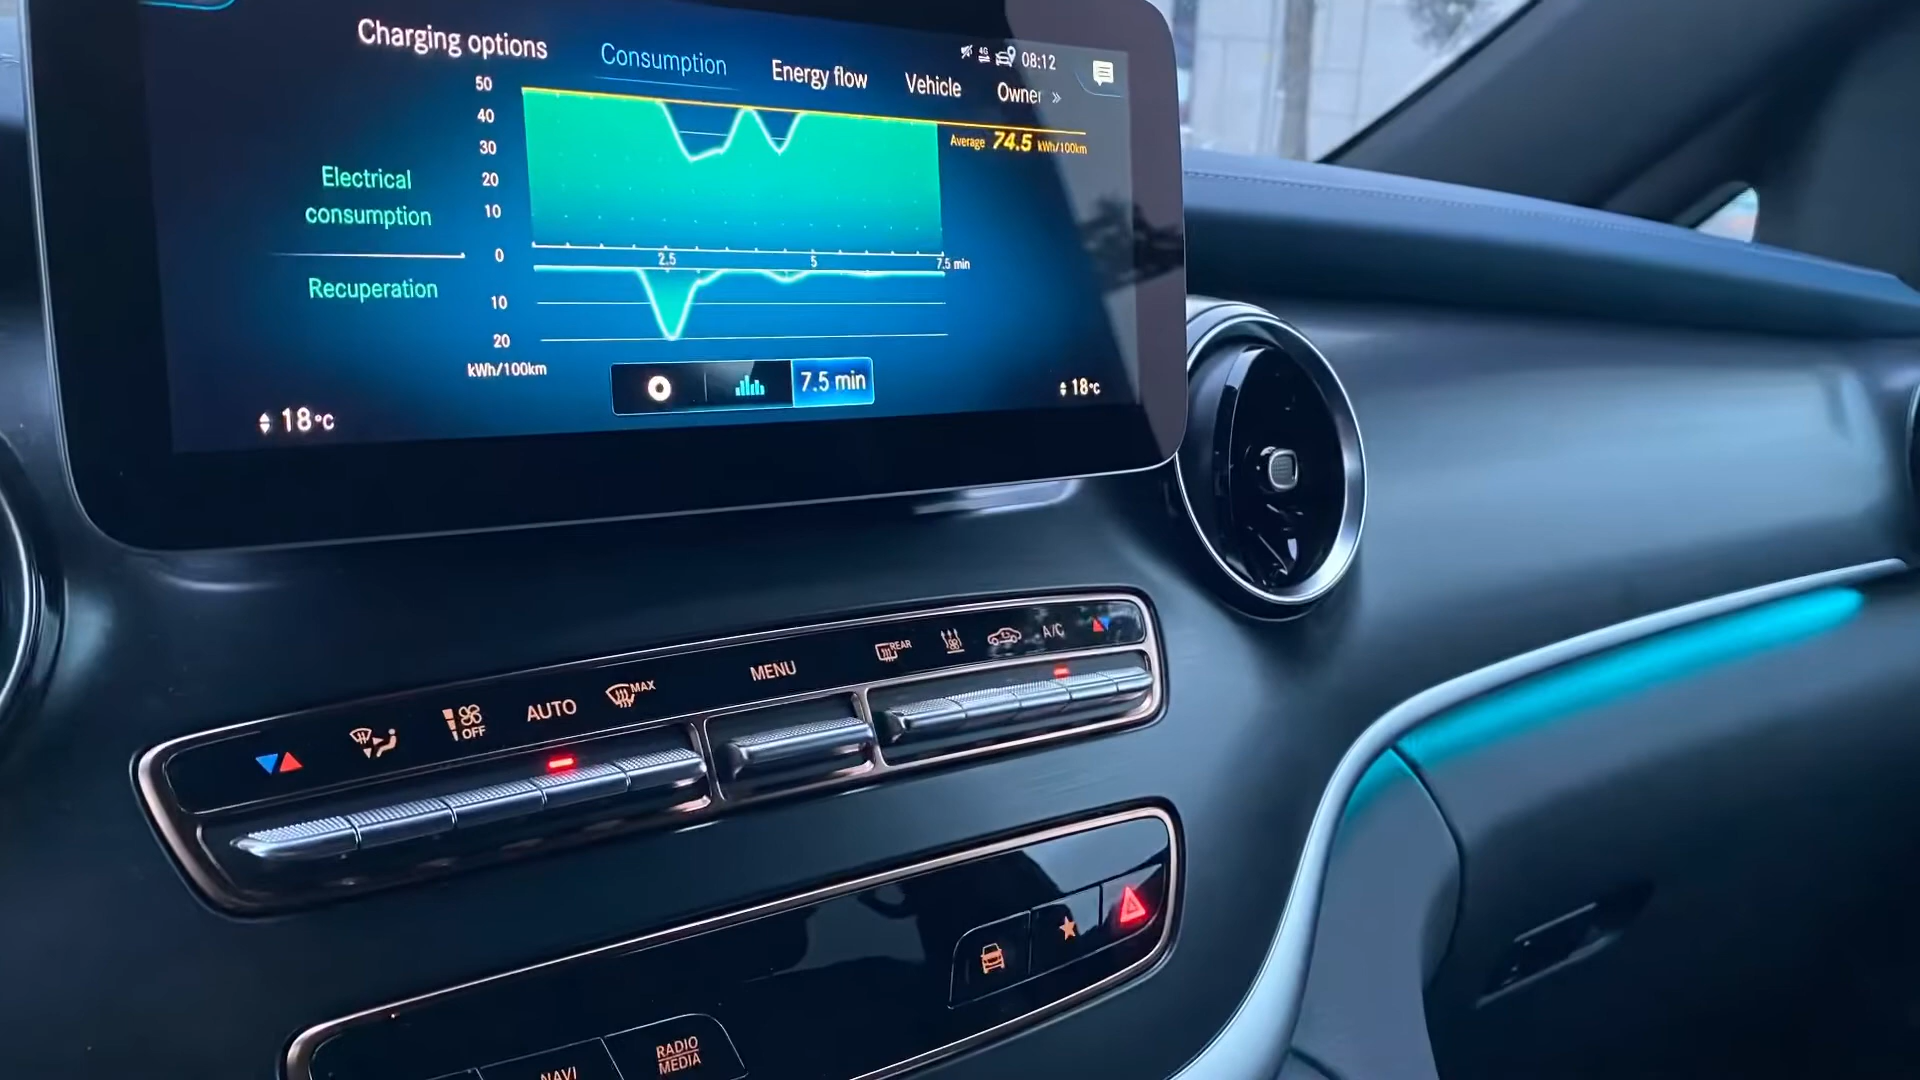 Charging options
Consumption
Energy flow
Vehicle
Owner »
4G
08:12
50
40
30
20
10
0
Average 74.5 kWh/100km
Electrical
consumption
2.5
5
7.5 min
Recuperation
10
20
kWh/100km
7.5 min
18°C
18°C
OFF
AUTO
MAX
MENU
REAR
A/C
NAVI
RADIO
MEDIA